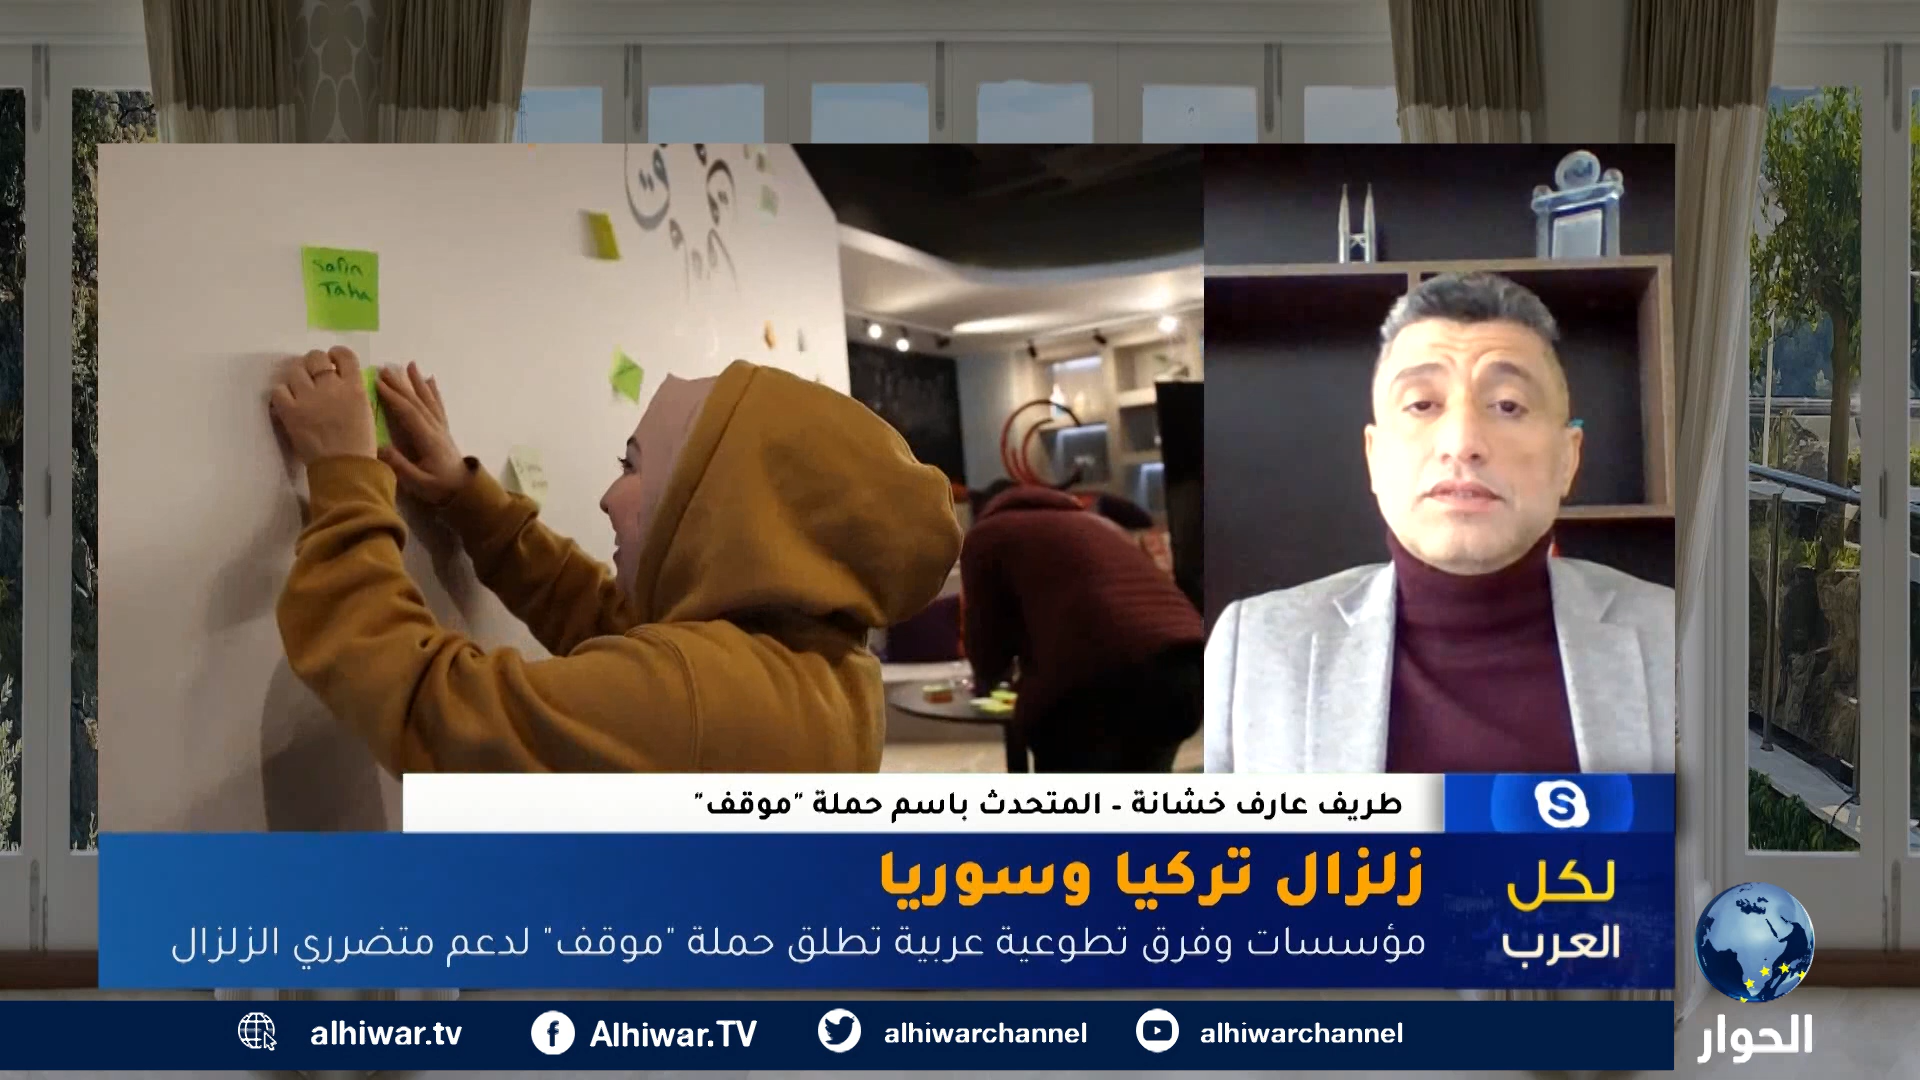 Safin
Taha
طريف عارف خشانة - المتحدث باسم حملة "موقف"
زلزال تركيا وسوريا
مؤسسات وفرق تطوعية عربية تطلق حملة "موقف" لدعم متضرري الزلزال
لكل
العرب
الحوار
alhiwar.tv
Alhiwar.TV
alhiwarchannel
alhiwarchannel